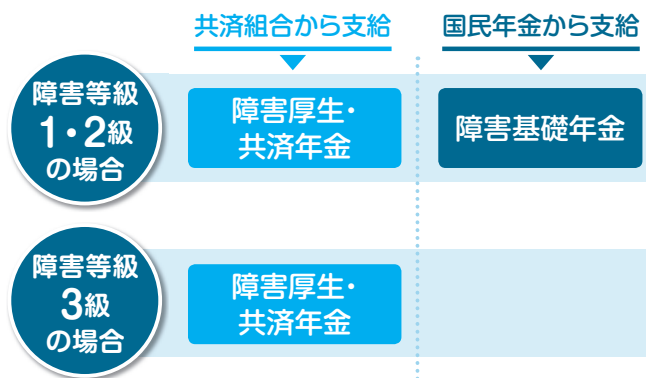 共済組合から支給
国民年金から支給
障害等級
1・2級
の場合
障害厚生・
共済年金
障害基礎年金
障害等級
3級
の場合
障害厚生・
共済年金